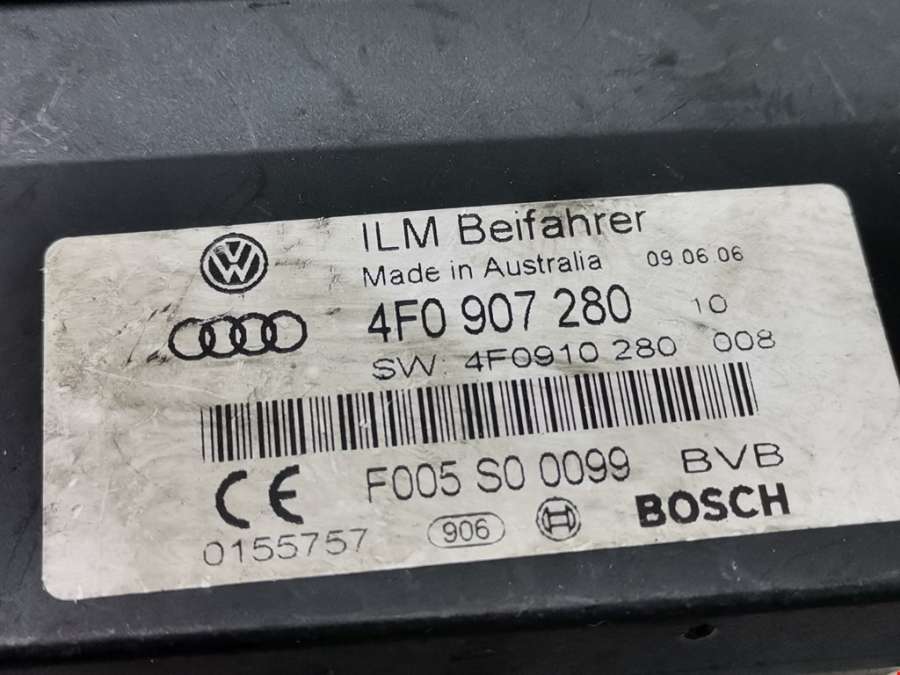 ILM Beifahrer
Made in Australia 09 06 06
4F0 907 280 10
SW: 4F0910 280 008
F005 S0 0099 BVB
CE
0155757 906 BOSCH